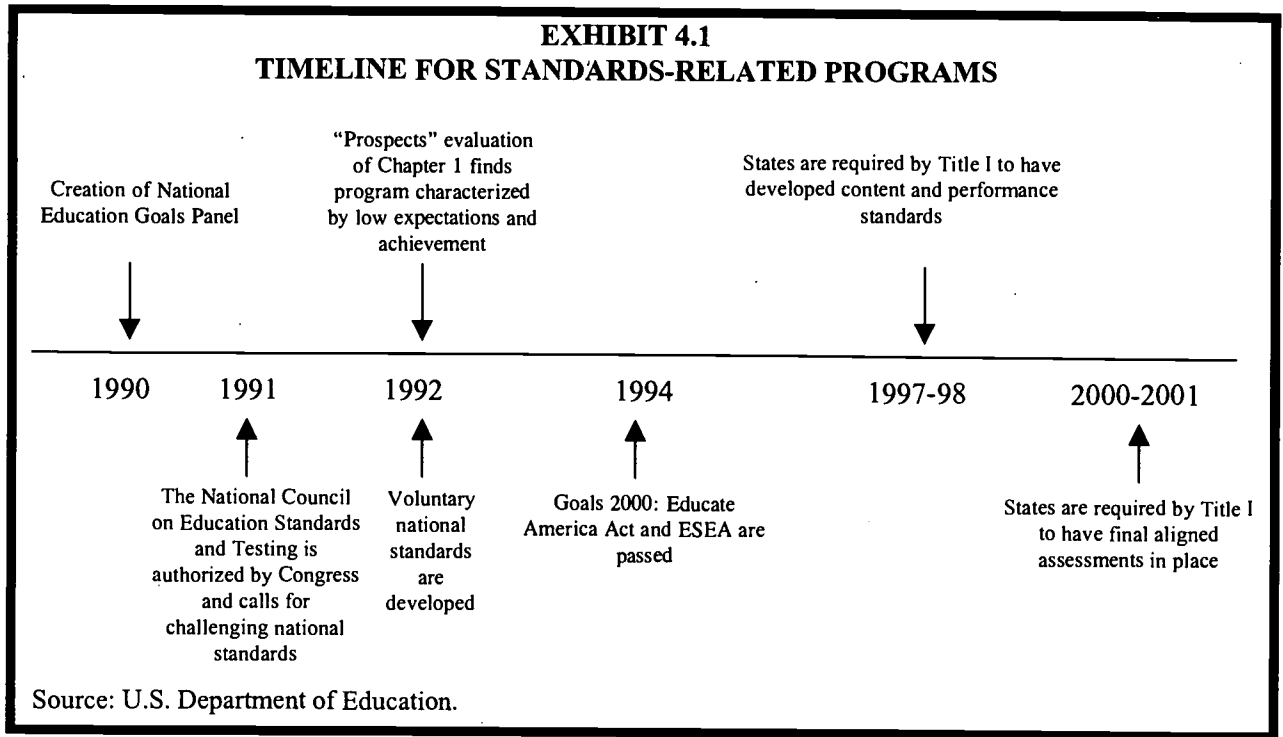 EXHIBIT 4.1
TIMELINE FOR STANDARDS-RELATED PROGRAMS
Creation of National
Education Goals Panel
“Prospects” evaluation
of Chapter 1 finds
program characterized
by low expectations and
achievement
States are required by Title I to have
developed content and performance
standards
1990
1991
1992
1994
1997-98
2000-2001
The National Council
on Education Standards
and Testing is
authorized by Congress
and calls for
challenging national
standards
Voluntary
national
standards
are
developed
Goals 2000: Educate
America Act and ESEA are
passed
States are required by Title I
to have final aligned
assessments in place
Source: U.S. Department of Education.